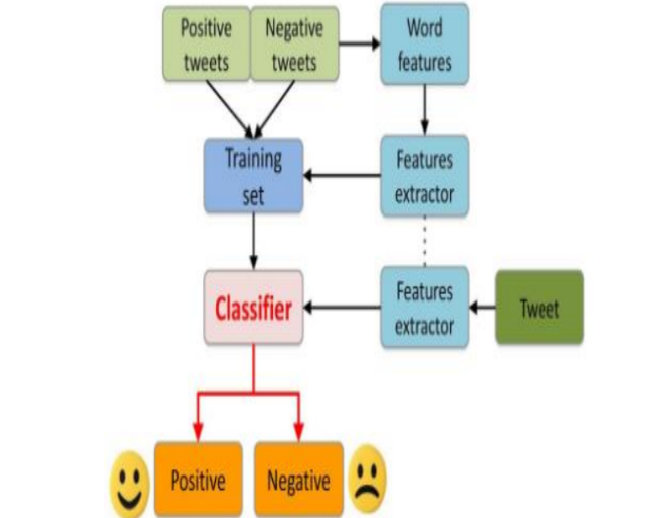 Positive
tweets
Negative
tweets
Word
features
Training
set
Features
extractor
Classifier
Features
extractor
Tweet
Positive
Negative